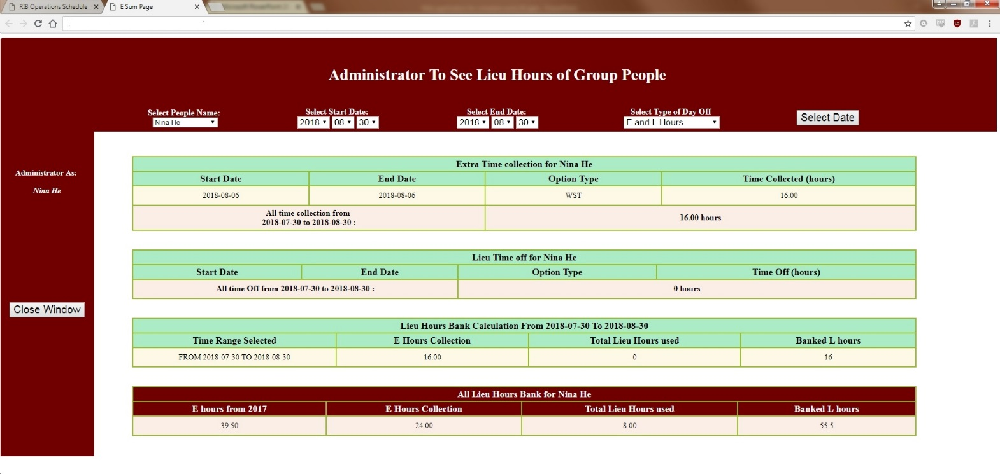 RIB Operations Schedule
E Sum Page
Administrator To See Lieu Hours of Group People
Select People Name: Select Start Date: Select End Date: Select Type of Day Off
Nina He 2018 08 30 2018 08 30 E and L Hours Select Date
Administrator As:
Nina He
Close Window
Extra Time collection for Nina He
Start Date End Date Option Type Time Collected (hours)
2018-08-06 2018-08-06 WST 16.00
All time collection from
2018-07-30 to 2018-08-30 : 16.00 hours
Lieu Time off for Nina He
Start Date End Date Option Type Time Off (hours)
All time Off from 2018-07-30 to 2018-08-30 : 0 hours
Lieu Hours Bank Calculation From 2018-07-30 To 2018-08-30
Time Range Selected E Hours Collection Total Lieu Hours used Banked L hours
FROM 2018-07-30 TO 2018-08-30 16.00 0 16
All Lieu Hours Bank for Nina He
E hours from 2017 E Hours Collection Total Lieu Hours used Banked L hours
39.50 24.00 8.00 55.5